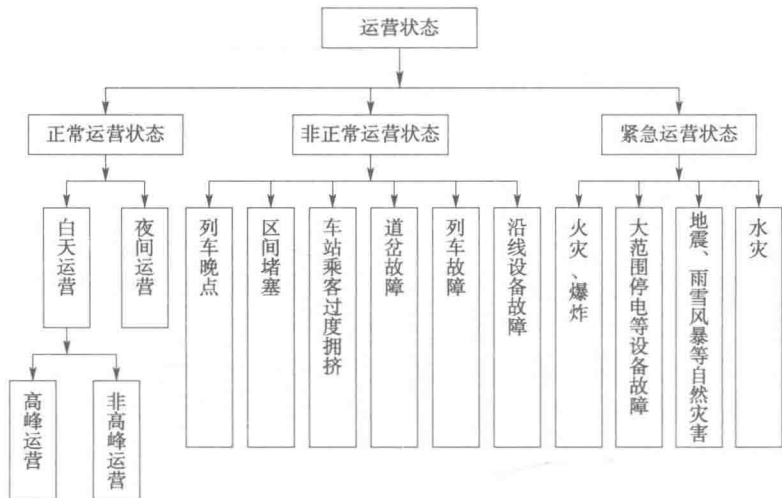 运营状态
正常运营状态
非正常运营状态
紧急运营状态
白天运营
夜间运营
列车晚点
区间堵塞
车站乘客过度拥挤
道岔故障
列车故障
沿线设备故障
火灾、爆炸
大范围停电等设备故障
地震、雨雪风暴等自然灾害
水灾
高峰运营
非高峰运营